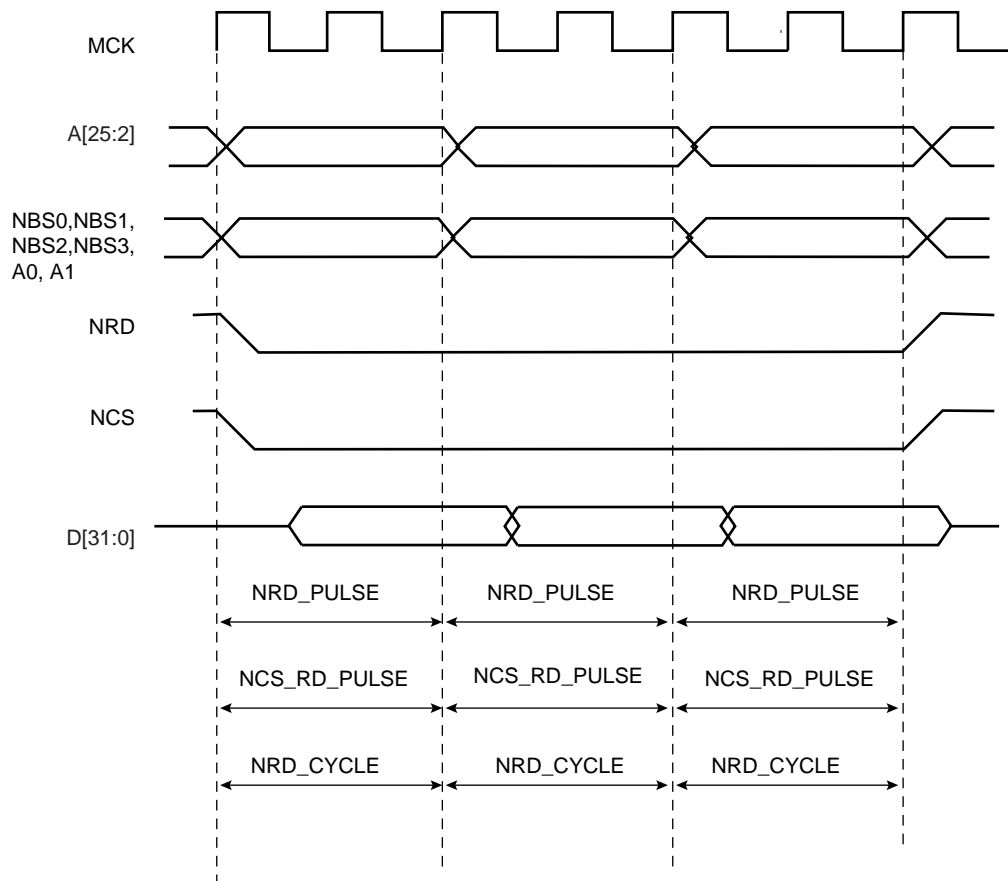 MCK
A[25:2]
NBS0,NBS1,
NBS2,NBS3,
A0, A1
NRD
NCS
D[31:0]
NRD_PULSE NRD_PULSE NRD_PULSE
NCS_RD_PULSE NCS_RD_PULSE NCS_RD_PULSE
NRD_CYCLE NRD_CYCLE NRD_CYCLE